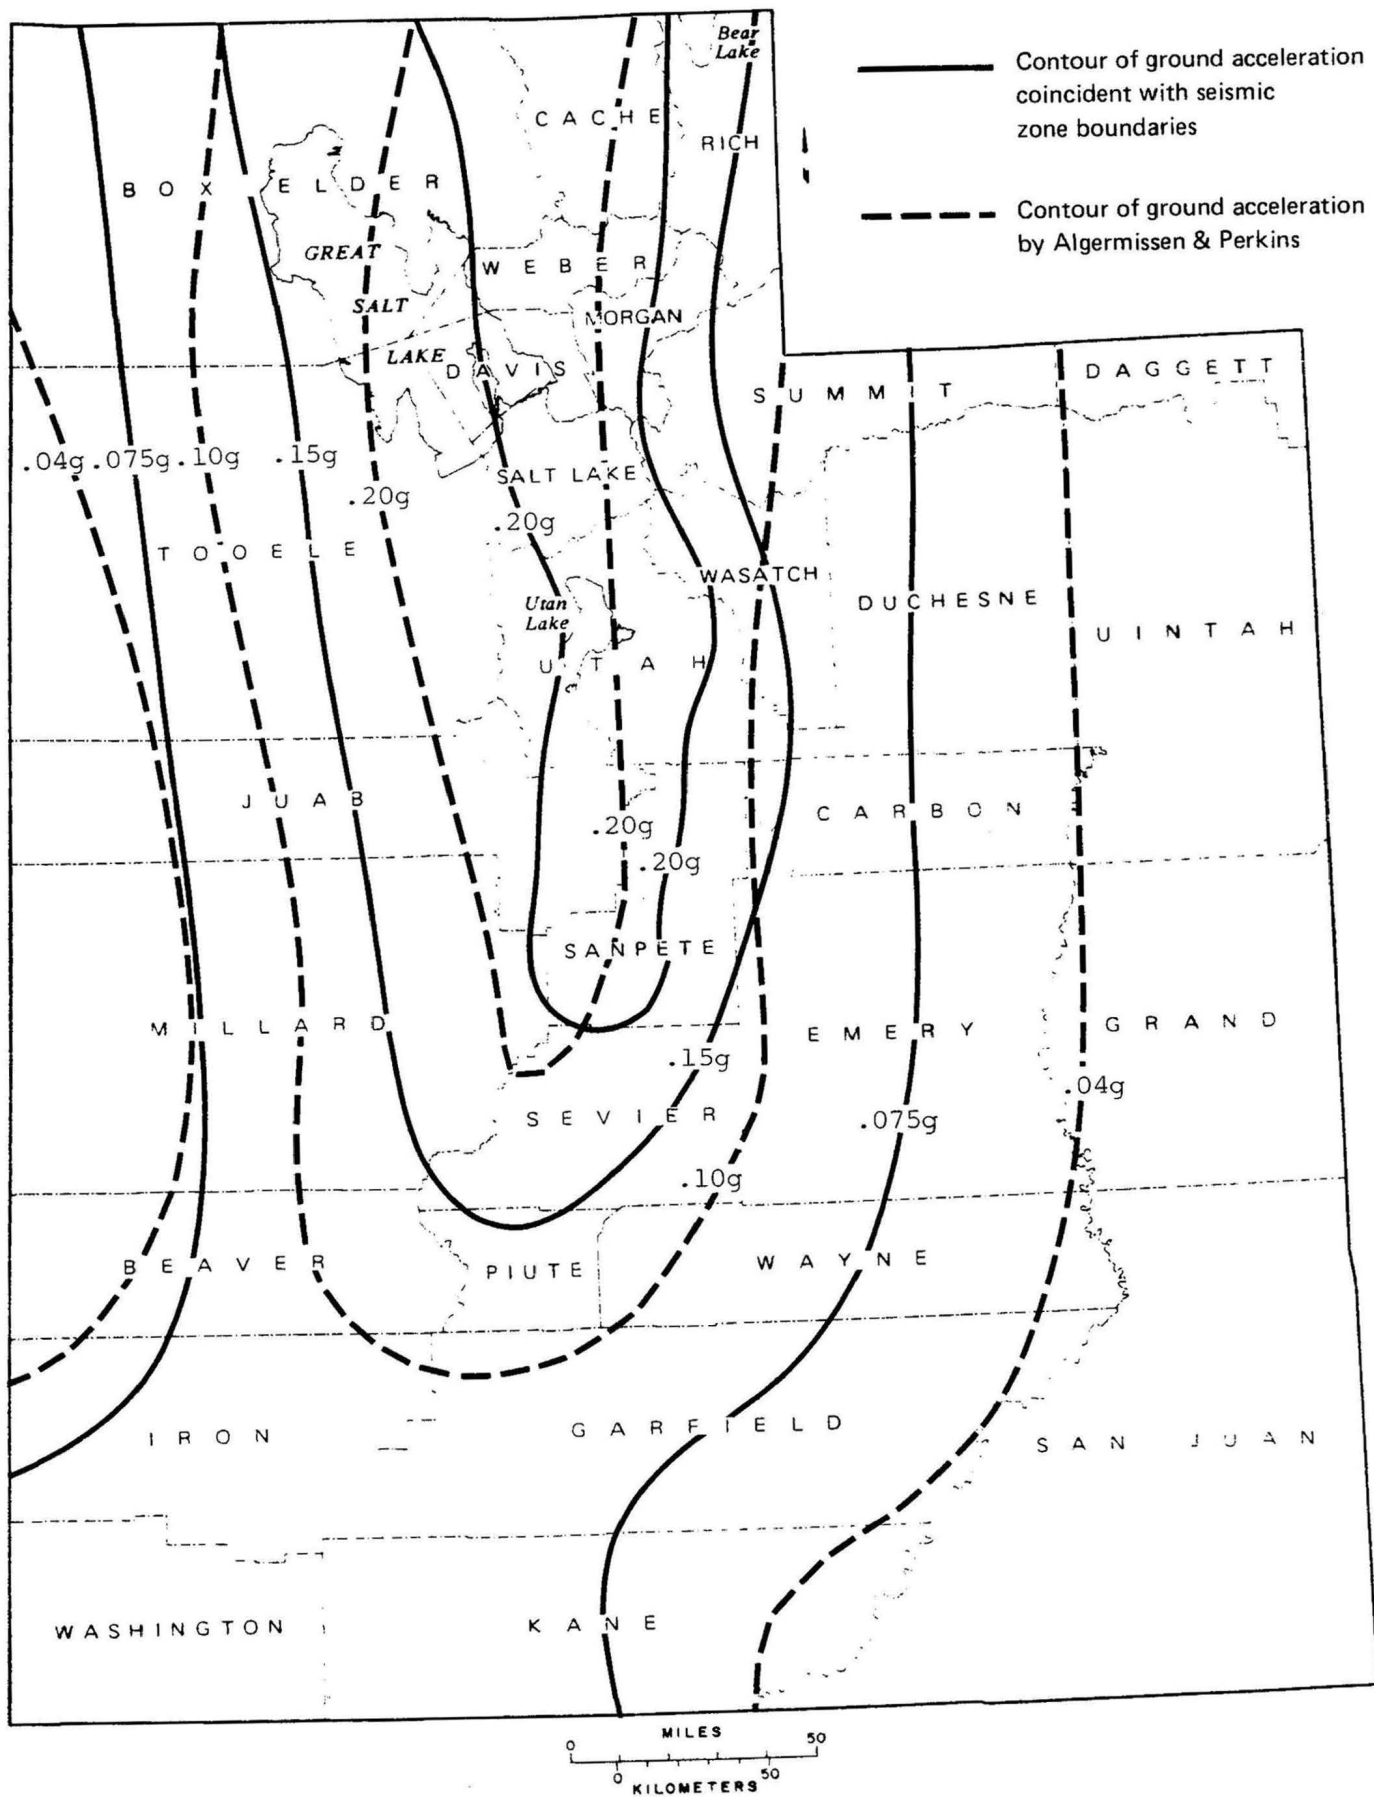 Bear
Lake
Contour of ground acceleration
coincident with seismic
zone boundaries
CACHE
RICH
BOX ELDER
Contour of ground acceleration
by Algermissen & Perkins
GREAT
WEBER
SALT
MORGAN
LAKE
DAVIS
DAGGETT
SUMMIT
.04g .075g .10g .15g
SALT LAKE
.20g
.20g
TOOELE
WASATCH
DUCHESNE
Utan
Lake
UINTAH
UTAH
JUAB
CARBON
.20g
.20g
SANPETE
MILLARD
EMERY
GRAND
.15g
.04g
SEVIER
.075g
.10g
BEAVER
PIUTE
WAYNE
IRON
GARFIELD
SAN JUAN
WASHINGTON
KANE
MILES
0 50
0 50
KILOMETERS